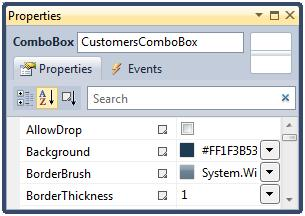 Properties
ComboBox CustomersComboBox
Properties Events
A Z Search
AllowDrop
Background #FF1F3B53
BorderBrush System.Wi
BorderThickness 1